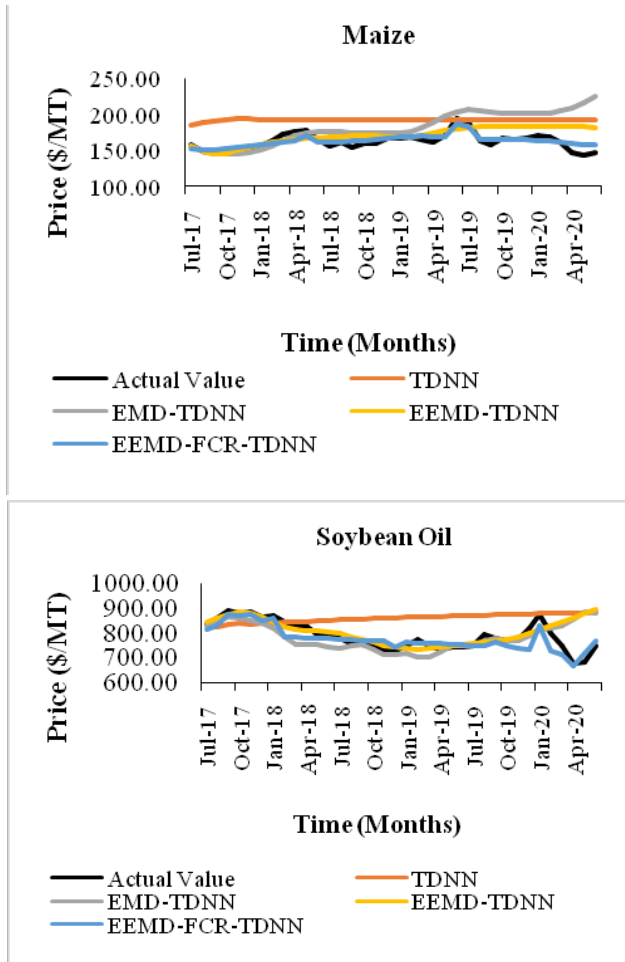 Maize
Price ($/MT)
250.00
200.00
150.00
100.00
Jul-17
Oct-17
Jan-18
Apr-18
Jul-18
Oct-18
Jan-19
Apr-19
Jul-19
Oct-19
Jan-20
Apr-20
Time (Months)
Actual Value TDNN
EMD-TDNN EEMD-TDNN
EEMD-FCR-TDNN
Soybean Oil
Price ($/MT)
1000.00
900.00
800.00
700.00
600.00
Jul-17
Oct-17
Jan-18
Apr-18
Jul-18
Oct-18
Jan-19
Apr-19
Jul-19
Oct-19
Jan-20
Apr-20
Time (Months)
Actual Value TDNN
EMD-TDNN EEMD-TDNN
EEMD-FCR-TDNN